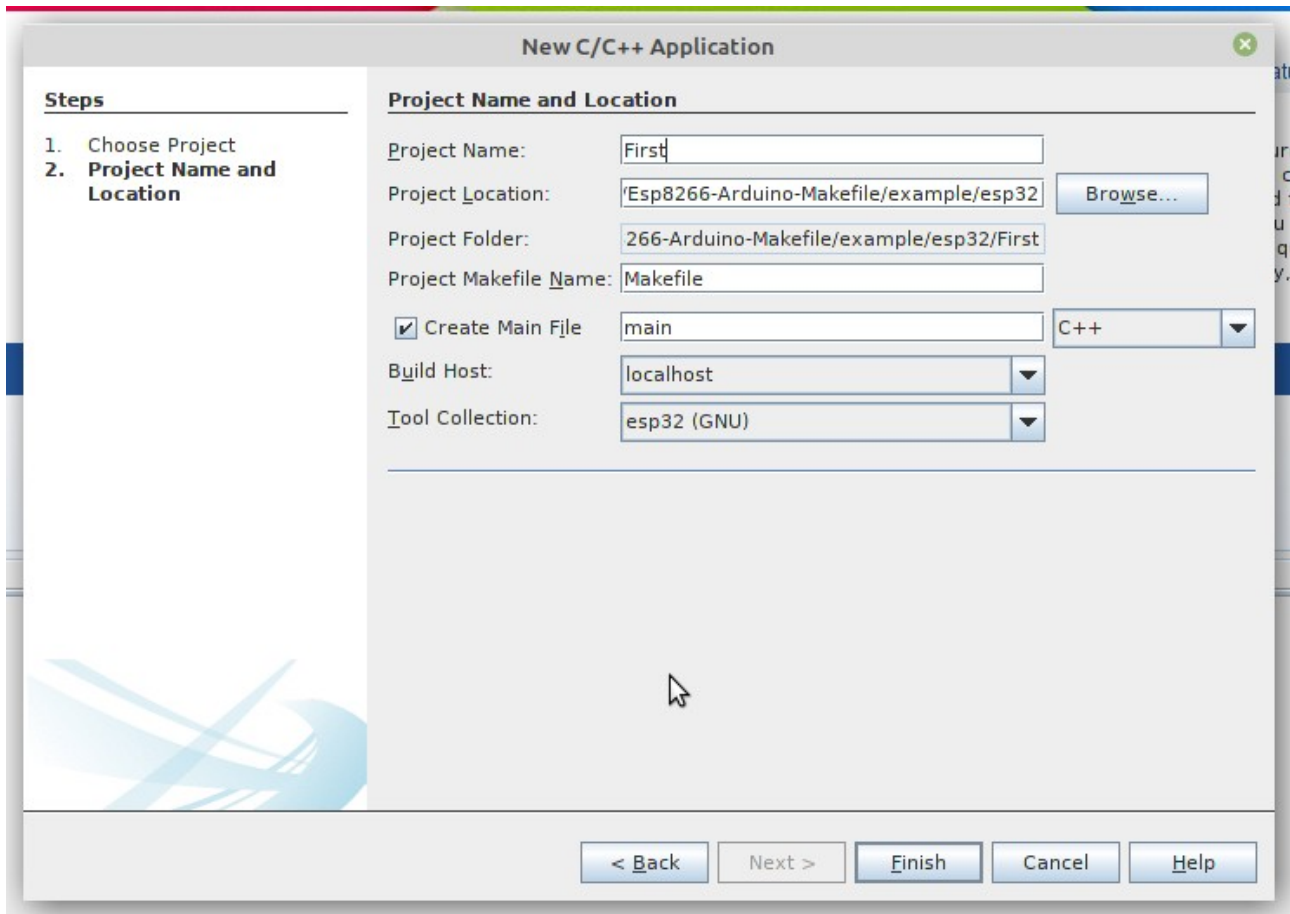 New C/C++ Application
Steps
1. Choose Project
2. Project Name and
Location
Project Name and Location
Project Name: First
Project Location: /Esp8266-Arduino-Makefile/example/esp32 Browse...
Project Folder: 266-Arduino-Makefile/example/esp32/First
Project Makefile Name: Makefile
Create Main File main C++
Build Host: localhost
Tool Collection: esp32 (GNU)
< Back Next > Finish Cancel Help